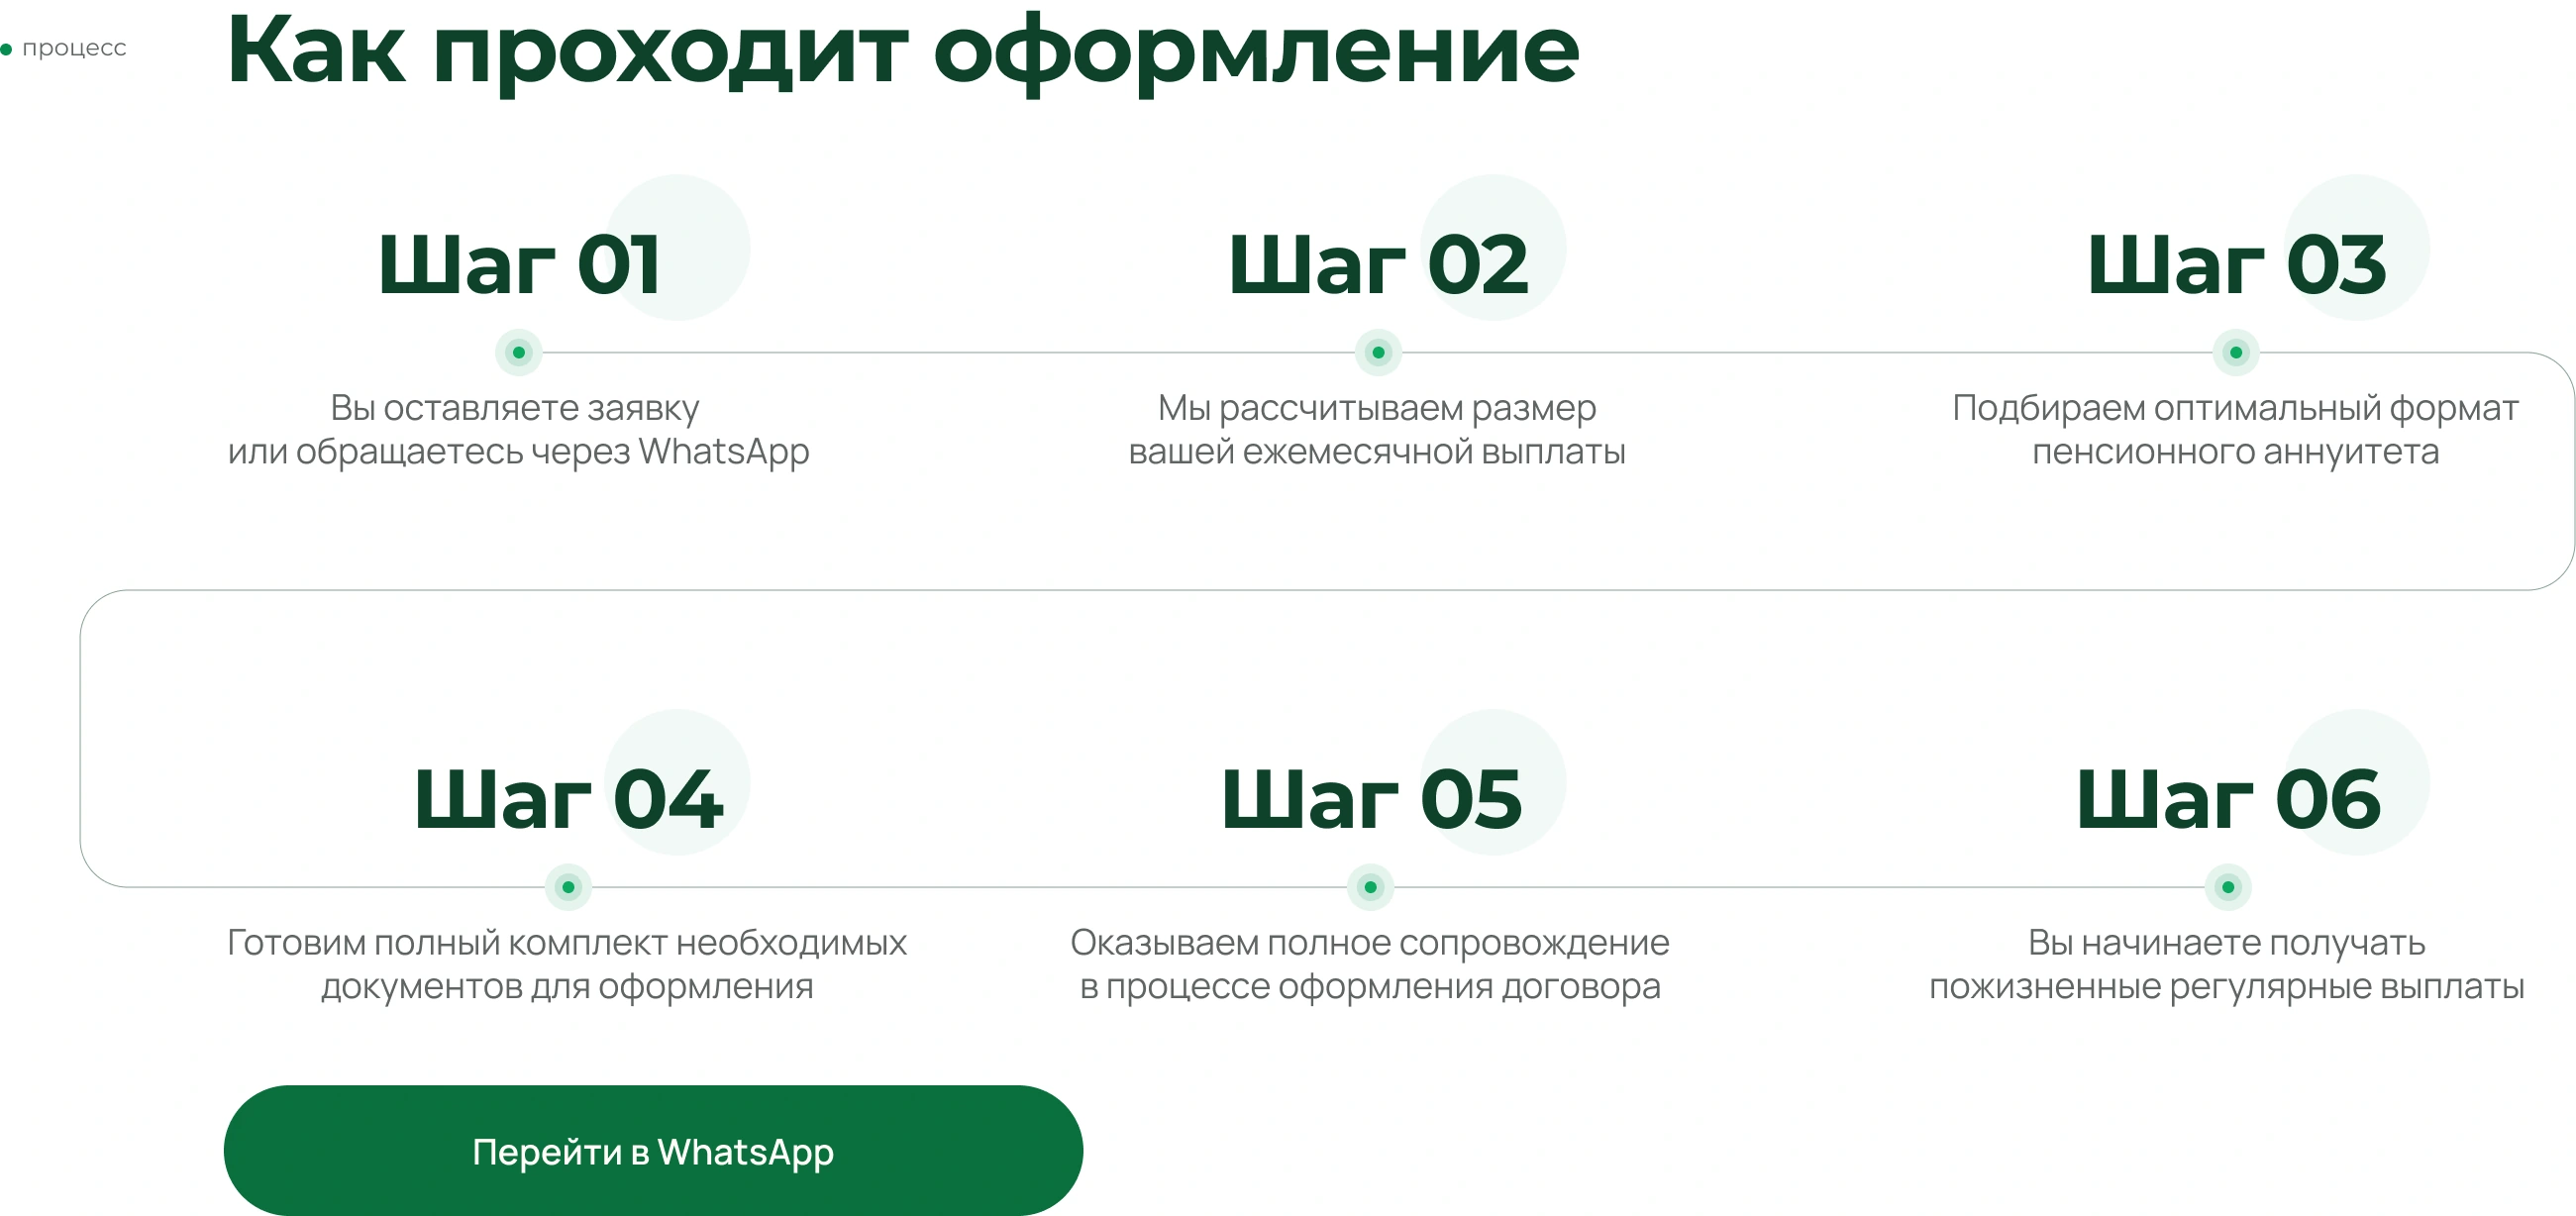 процесс
Как проходит оформление
Шаг 01
Вы оставляете заявку
или обращаетесь через WhatsApp
Шаг 02
Мы рассчитываем размер
вашей ежемесячной выплаты
Шаг 03
Подбираем оптимальный формат
пенсионного аннуитета
Шаг 04
Готовим полный комплект необходимых
документов для оформления
Шаг 05
Оказываем полное сопровождение
в процессе оформления договора
Шаг 06
Вы начинаете получать
пожизненные регулярные выплаты
Перейти в WhatsApp